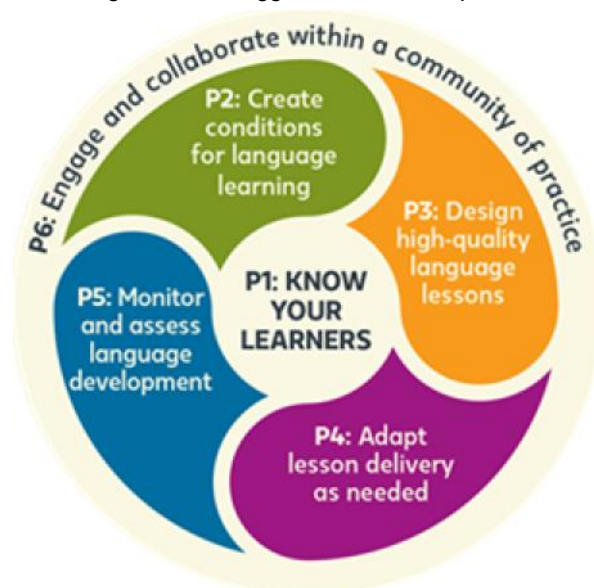 P6: Engage and collaborate within a community of practice
P2: Create
conditions
for language
learning
P3: Design
high-quality
language
lessons
P1: KNOW
YOUR
LEARNERS
P5: Monitor
and assess
language
development
P4: Adapt
lesson delivery
as needed